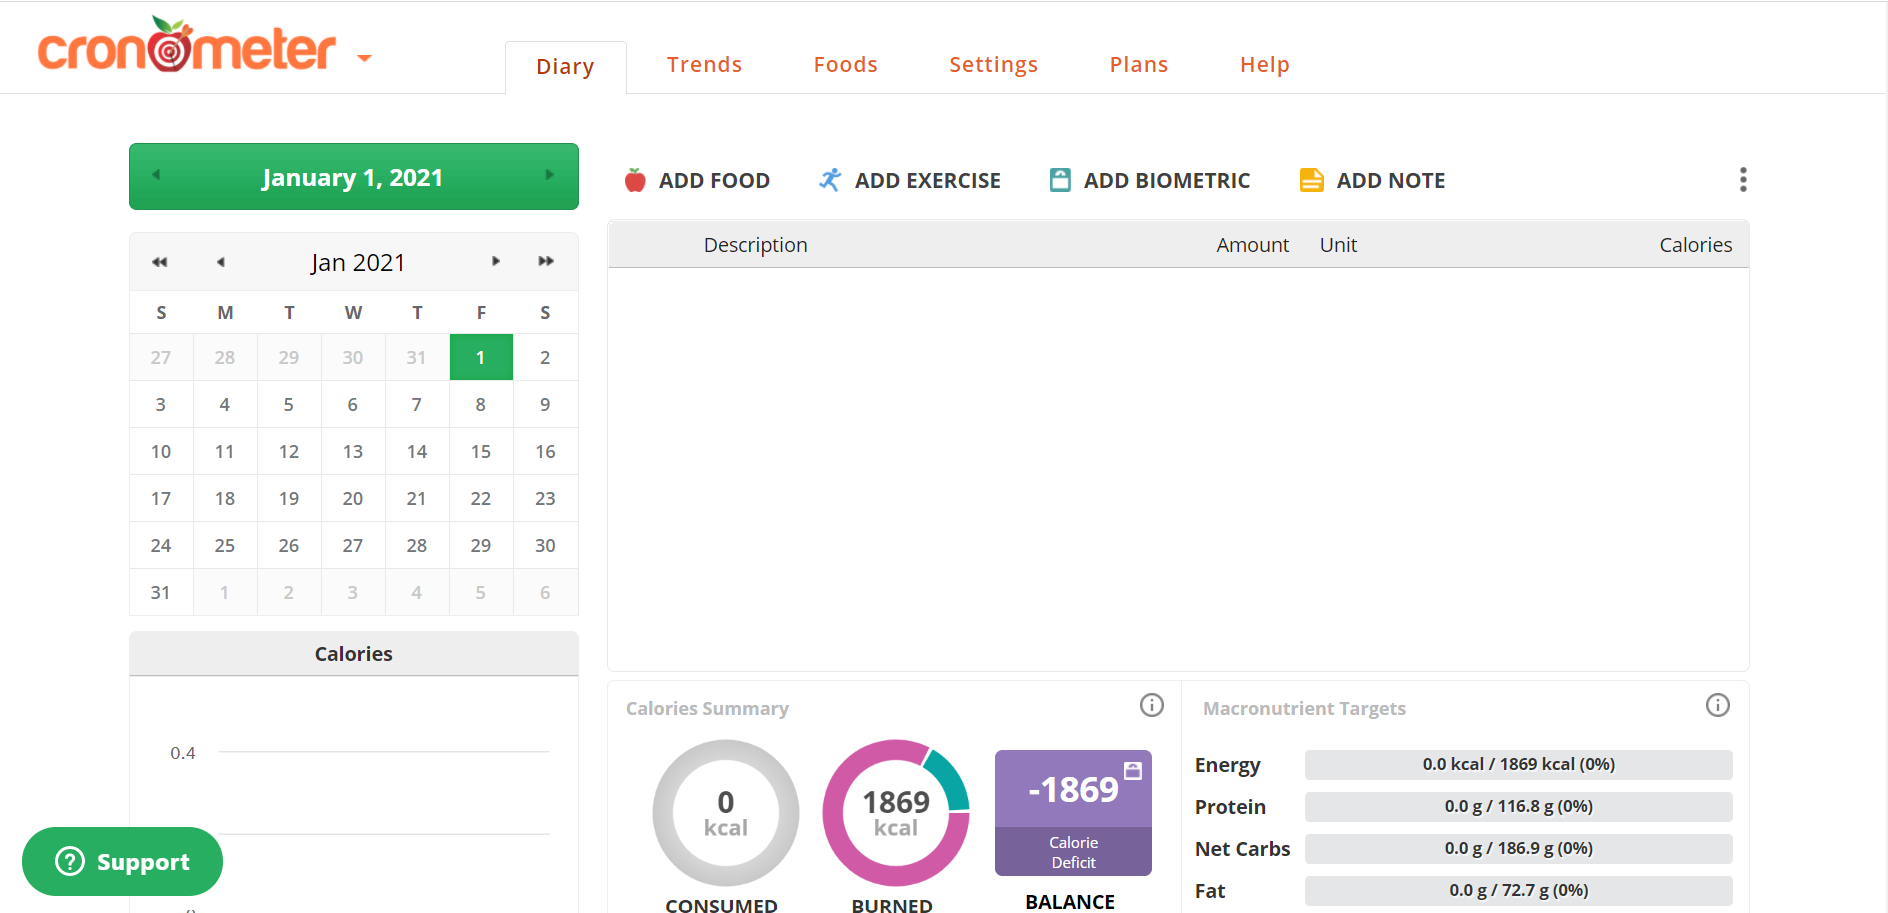 cronometer
Diary Trends Foods Settings Plans Help
January 1, 2021
Jan 2021
S M T W T F S
27 28 29 30 31 1 2
3 4 5 6 7 8 9
10 11 12 13 14 15 16
17 18 19 20 21 22 23
24 25 26 27 28 29 30
31 1 2 3 4 5 6
Calories
0.4
? Support
ADD FOOD ADD EXERCISE ADD BIOMETRIC ADD NOTE
Description Amount Unit Calories
Calories Summary
0
kcal
CONSUMED
1869
kcal
BURNED
-1869
Calorie
Deficit
BALANCE
Macronutrient Targets
Energy 0.0 kcal / 1869 kcal (0%)
Protein 0.0 g / 116.8 g (0%)
Net Carbs 0.0 g / 186.9 g (0%)
Fat 0.0 g / 72.7 g (0%)